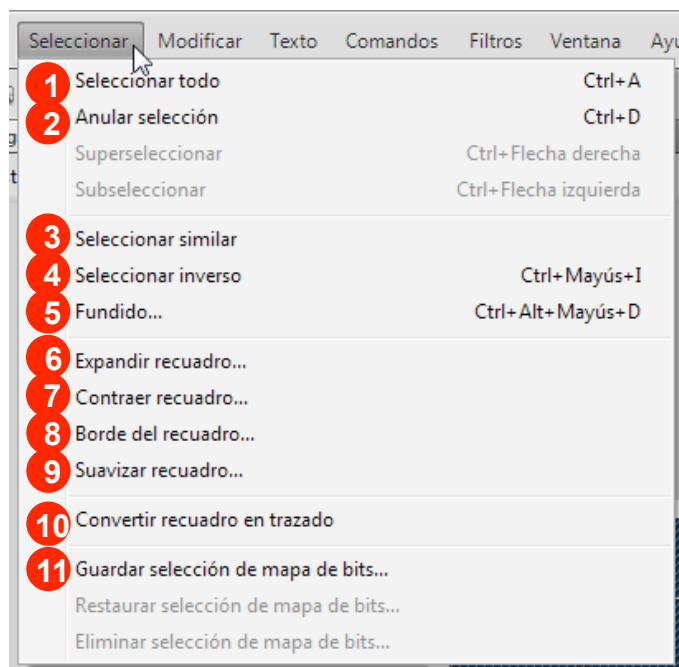 Seleccionar Modificar Texto Comandos Filtros Ventana Ayu
1 Seleccionar todo Ctrl+A
2 Anular selección Ctrl+D
Superseleccionar Ctrl+Flecha derecha
Subseleccionar Ctrl+Flecha izquierda
3 Seleccionar similar
4 Seleccionar inverso Ctrl+Mayús+I
5 Fundido... Ctrl+Alt+Mayús+D
6 Expandir recuadro...
7 Contraer recuadro...
8 Borde del recuadro...
9 Suavizar recuadro...
10 Convertir recuadro en trazado
11 Guardar selección de mapa de bits...
Restaurar selección de mapa de bits...
Eliminar selección de mapa de bits...